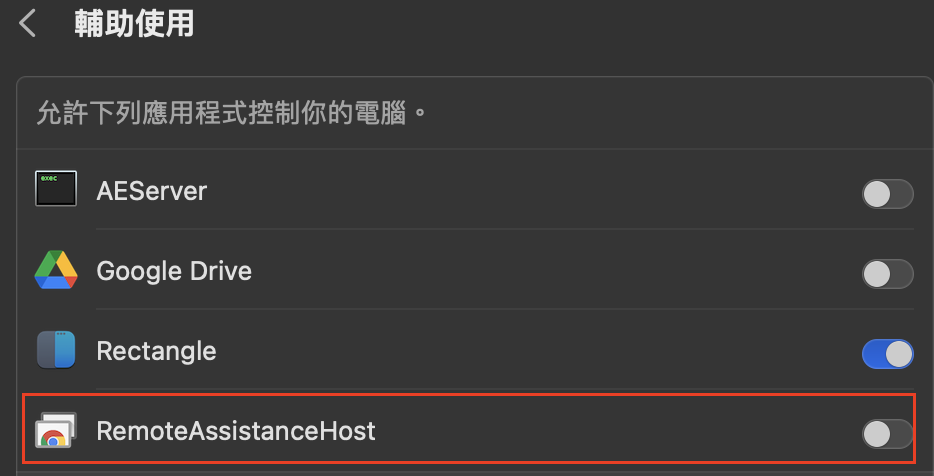 輔助使用
允許下列應用程式控制你的電腦。
exec
AEServer
Google Drive
Rectangle
RemoteAssistanceHost